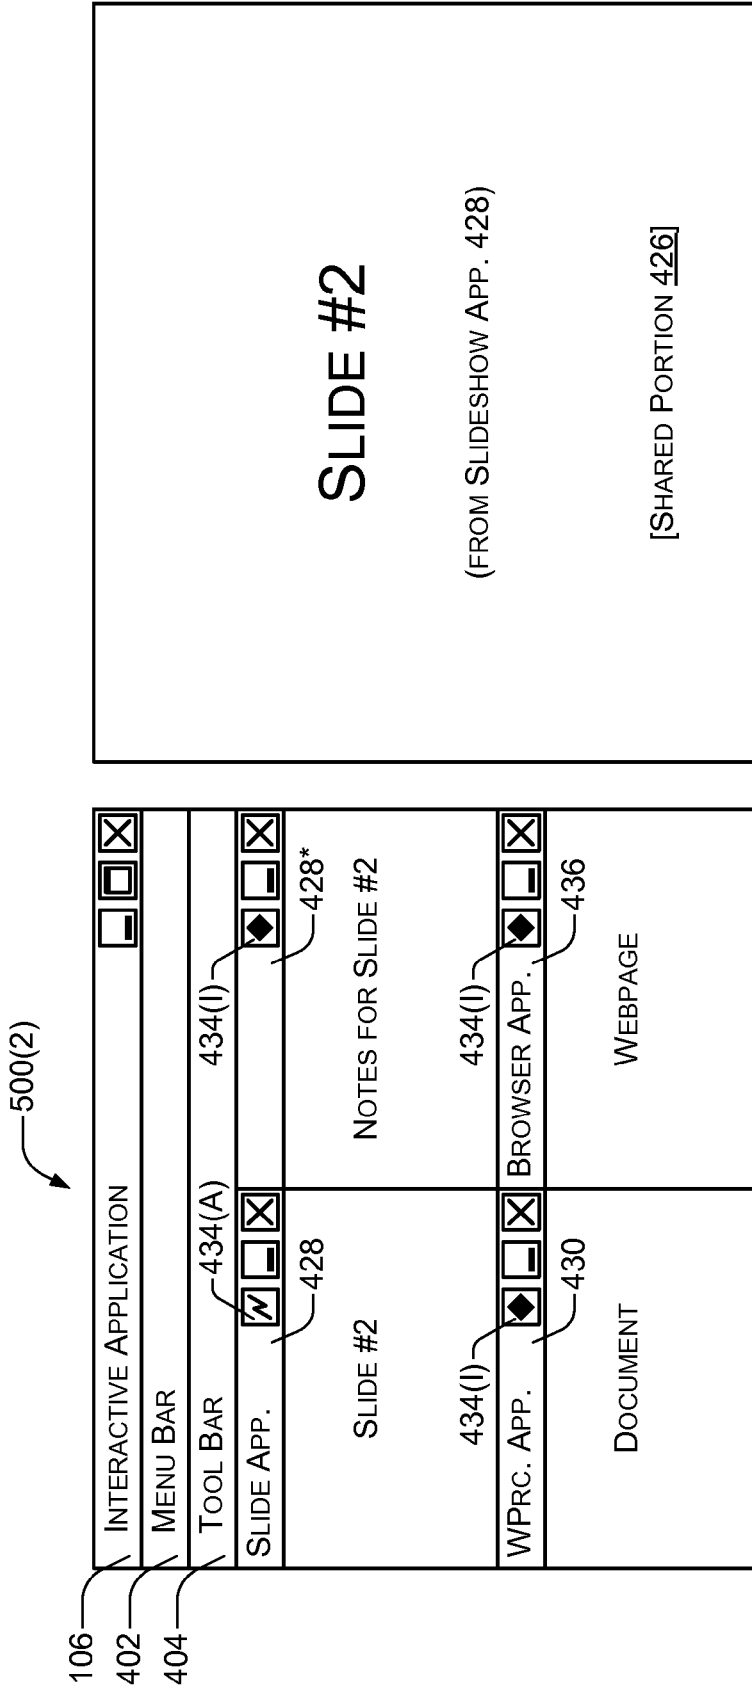 500(2)
106
INTERACTIVE APPLICATION
402
MENU BAR
404
TOOL BAR
434(A)
434(I)
SLIDE APP.
428
428*
SLIDE #2
NOTES FOR SLIDE #2
434(I)
434(I)
WPRC. APP.
430
BROWSER APP.
436
DOCUMENT
WEBPAGE
SLIDE #2
(FROM SLIDESHOW APP. 428)
[SHARED PORTION 426]